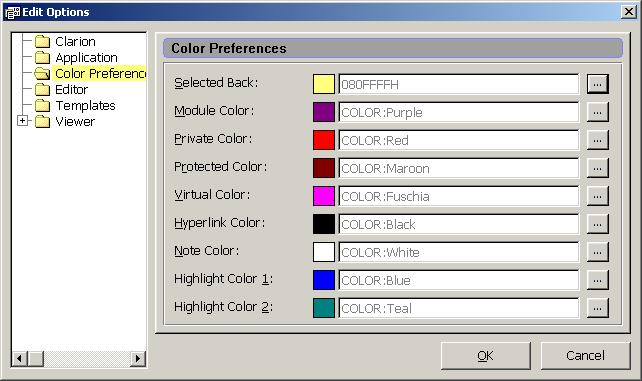 Edit Options
Clarion
Application
Color Preferenc
Editor
Templates
Viewer
Color Preferences
Selected Back: 080FFFFH ...
Module Color: COLOR:Purple ...
Private Color: COLOR:Red ...
Protected Color: COLOR:Maroon ...
Virtual Color: COLOR:Fuschia ...
Hyperlink Color: COLOR:Black ...
Note Color: COLOR:White ...
Highlight Color 1: COLOR:Blue ...
Highlight Color 2: COLOR:Teal ...
OK Cancel